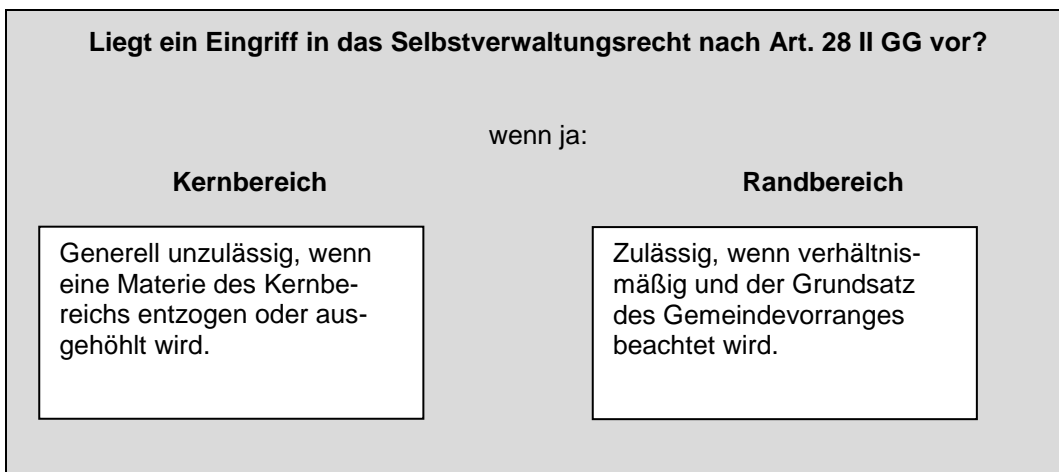 Liegt ein Eingriff in das Selbstverwaltungsrecht nach Art. 28 II GG vor?
wenn ja:
Kernbereich
Generell unzulässig, wenn
eine Materie des Kernbe-
reichs entzogen oder aus-
gehöhlt wird.
Randbereich
Zulässig, wenn verhältnis-
mäßig und der Grundsatz
des Gemeindevorranges
beachtet wird.